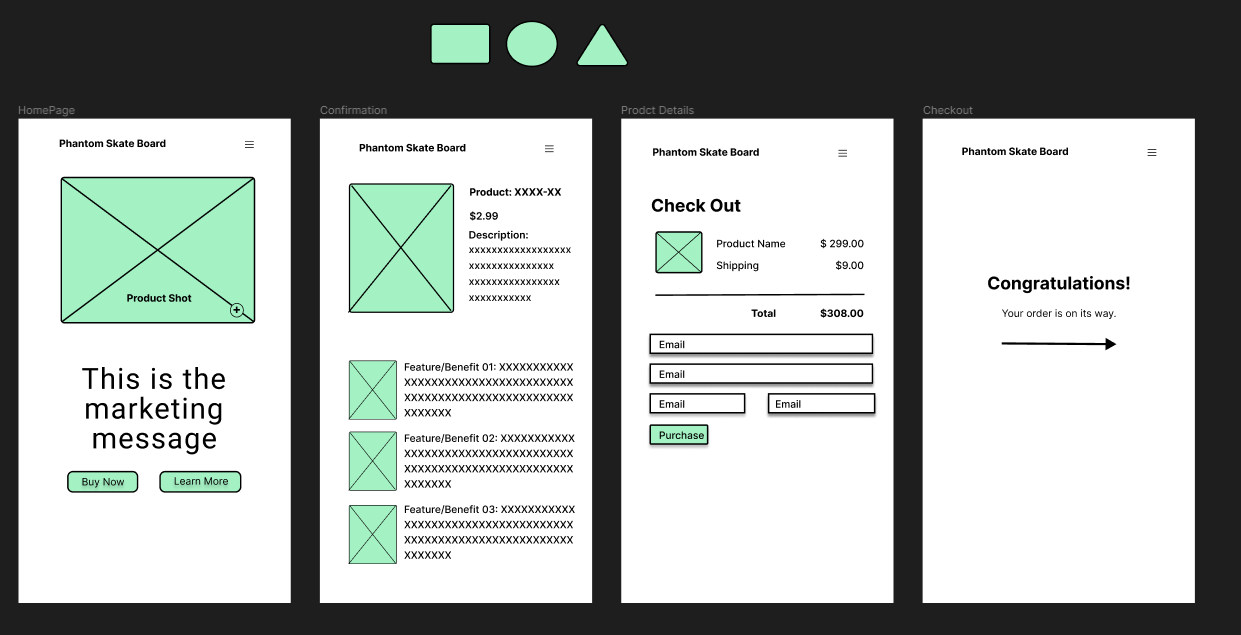 HomePage
Phantom Skate Board
Product Shot
This is the
marketing
message
Buy Now
Learn More
Confirmation
Phantom Skate Board
Product: XXXX-XX
$2.99
Description:
xxxxxxxxxxxxxxxxxx
xxxxxxxxxxxxxxx
xxxxxxxxxxxxxxxx
xxxxxxxxxxx
Feature/Benefit 01: XXXXXXXXXXX
XXXXXXXXXXXXXXXXXXXXXXXXX
XXXXXXXXXXXXXXXXXXXXXXXXX
XXXXXXX
Feature/Benefit 02: XXXXXXXXXXX
XXXXXXXXXXXXXXXXXXXXXXXXX
XXXXXXXXXXXXXXXXXXXXXXXXX
XXXXXXX
Feature/Benefit 03: XXXXXXXXXXX
XXXXXXXXXXXXXXXXXXXXXXXXX
XXXXXXXXXXXXXXXXXXXXXXXXX
XXXXXXX
Prodct Details
Phantom Skate Board
Check Out
Product Name $ 299.00
Shipping $9.00
Total $308.00
Email
Email
Email Email
Purchase
Checkout
Phantom Skate Board
Congratulations!
Your order is on its way.